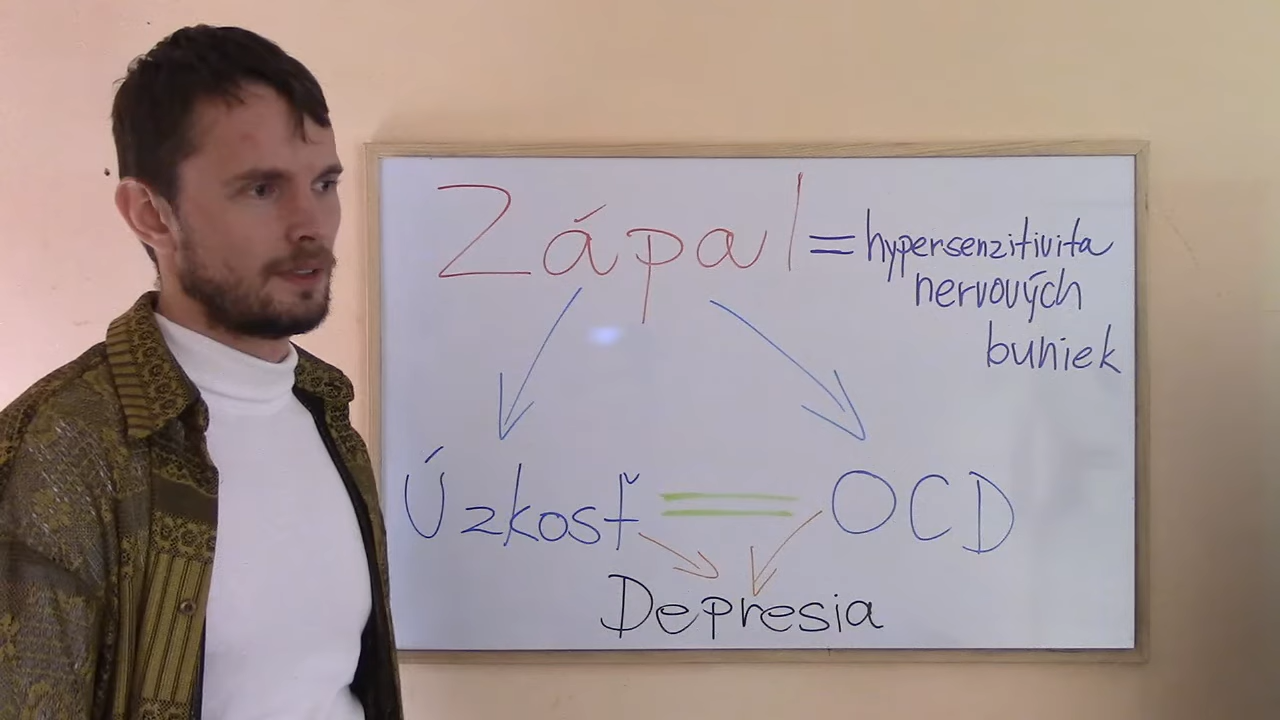 Zápal = hypersenzitivita
nervových
buniek
Úzkosť = OCD
Depresia